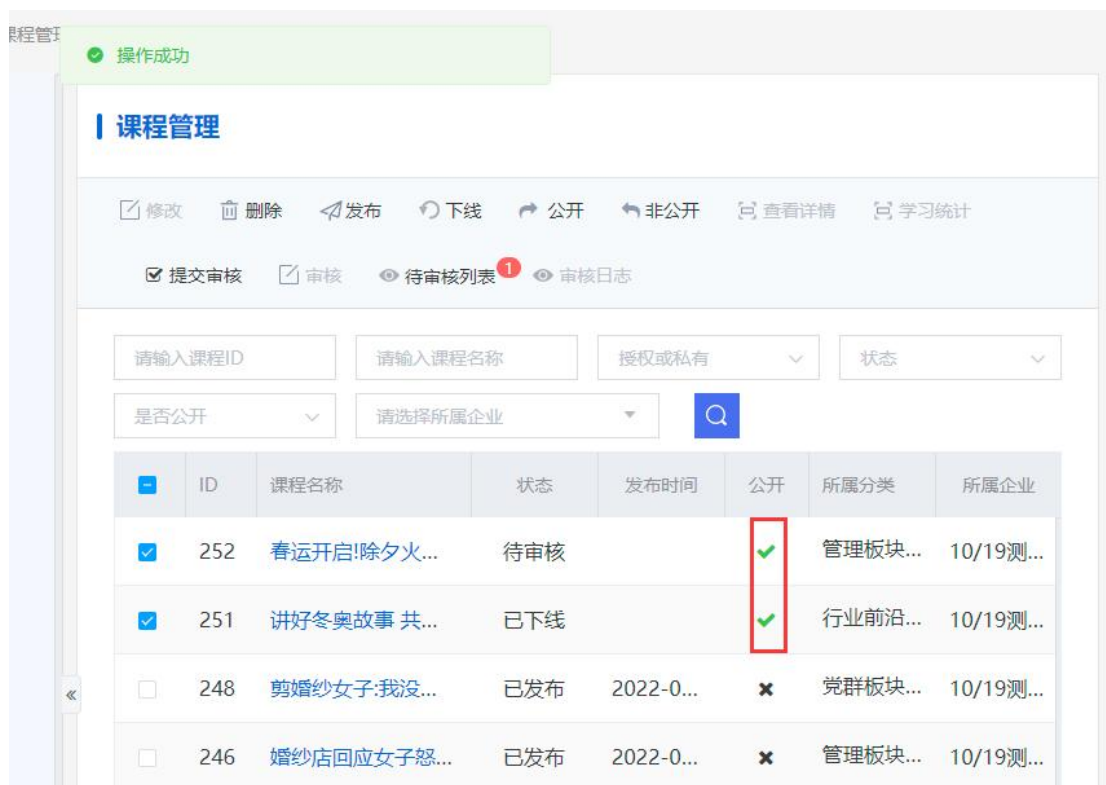 课程管理
操作成功
课程管理
修改 删除 发布 下线 公开 非公开 查看详情 学习统计
提交审核 审核 待审核列表 1 审核日志
请输入课程ID 请输入课程名称 授权或私有 状态
是否公开 请选择所属企业
ID 课程名称 状态 发布时间 公开 所属分类 所属企业
252 春运开启!除夕火... 待审核 管理板块... 10/19测...
251 讲好冬奥故事 共... 已下线 行业前沿... 10/19测...
248 剪婚纱女子:我没... 已发布 2022-0... 党群板块... 10/19测...
246 婚纱店回应女子怒... 已发布 2022-0... 管理板块... 10/19测...